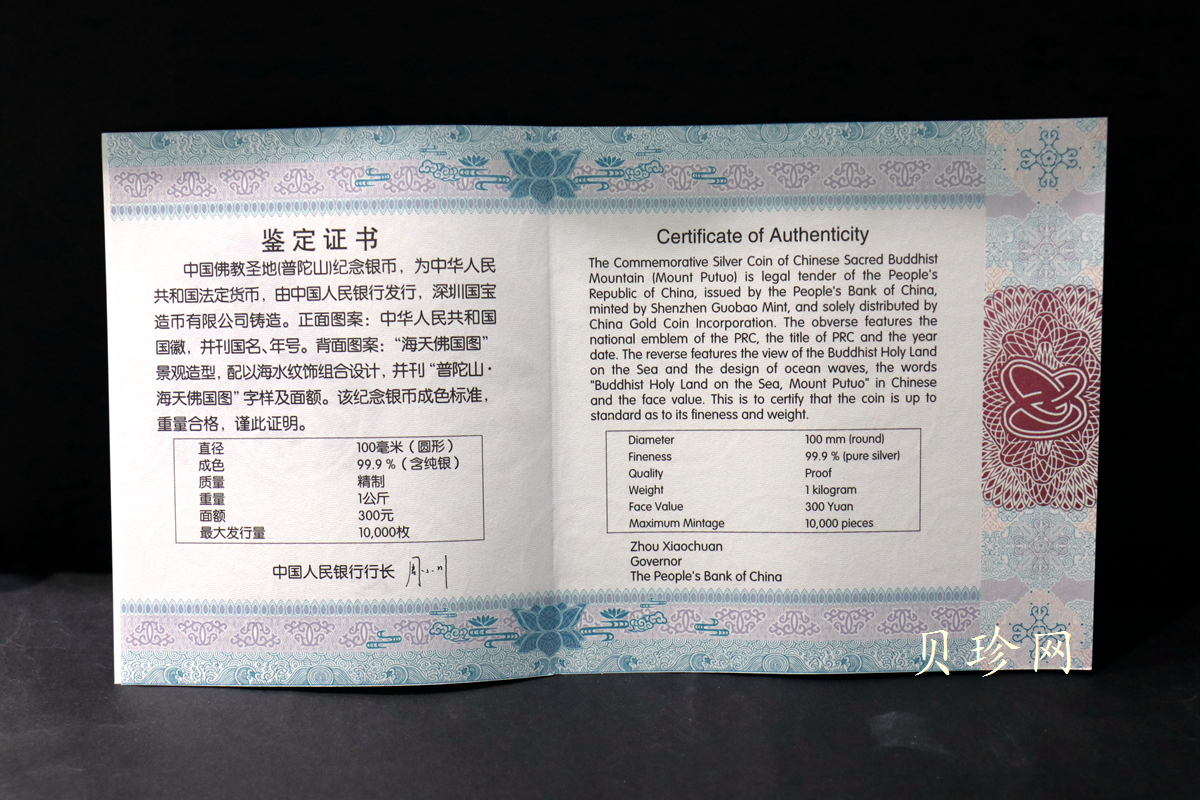 鉴定证书
中国佛教圣地(普陀山)纪念银币，为中华人民
共和国法定货币，由中国人民银行发行，深圳国宝
造币有限公司铸造。正面图案：中华人民共和国
国徽，并刊国名、年号。背面图案：“海天佛国图”
景观造型，配以海水纹饰组合设计，并刊“普陀山·
海天佛国图”字样及面额。该纪念银币成色标准，
重量合格，谨此证明。
直径 100毫米（圆形）
成色 99.9 %（含纯银）
质量 精制
重量 1公斤
面额 300元
最大发行量 10,000枚
中国人民银行行长 周小川
Certificate of Authenticity
The Commemorative Silver Coin of Chinese Sacred Buddhist
Mountain (Mount Putuo) is legal tender of the People's
Republic of China, issued by the People's Bank of China,
minted by Shenzhen Guobao Mint, and solely distributed by
China Gold Coin Incorporation. The obverse features the
national emblem of the PRC, the title of PRC and the year
date. The reverse features the view of the Buddhist Holy Land
on the Sea and the design of ocean waves, the words
"Buddhist Holy Land on the Sea, Mount Putuo" in Chinese
and the face value. This is to certify that the coin is up to
standard as to its fineness and weight.
Diameter 100 mm (round)
Fineness 99.9 % (pure silver)
Quality Proof
Weight 1 kilogram
Face Value 300 Yuan
Maximum Mintage 10,000 pieces
Zhou Xiaochuan
Governor
The People's Bank of China
贝珍网